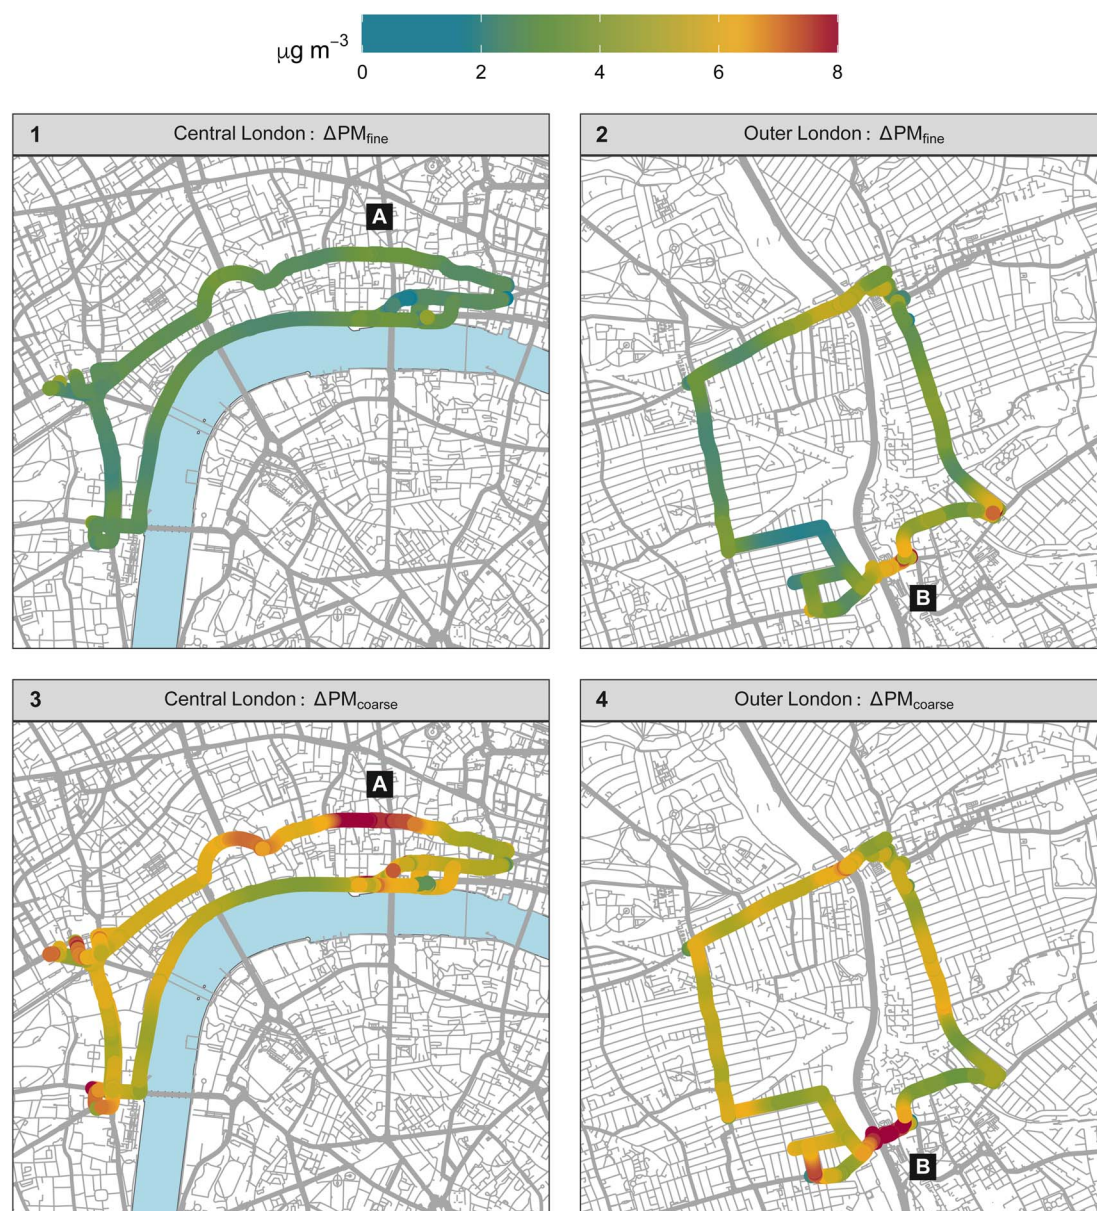 μg m⁻³
0 2 4 6 8
1 Central London : ΔPMfine
2 Outer London : ΔPMfine
A
B
3 Central London : ΔPMcoarse
4 Outer London : ΔPMcoarse
A
B